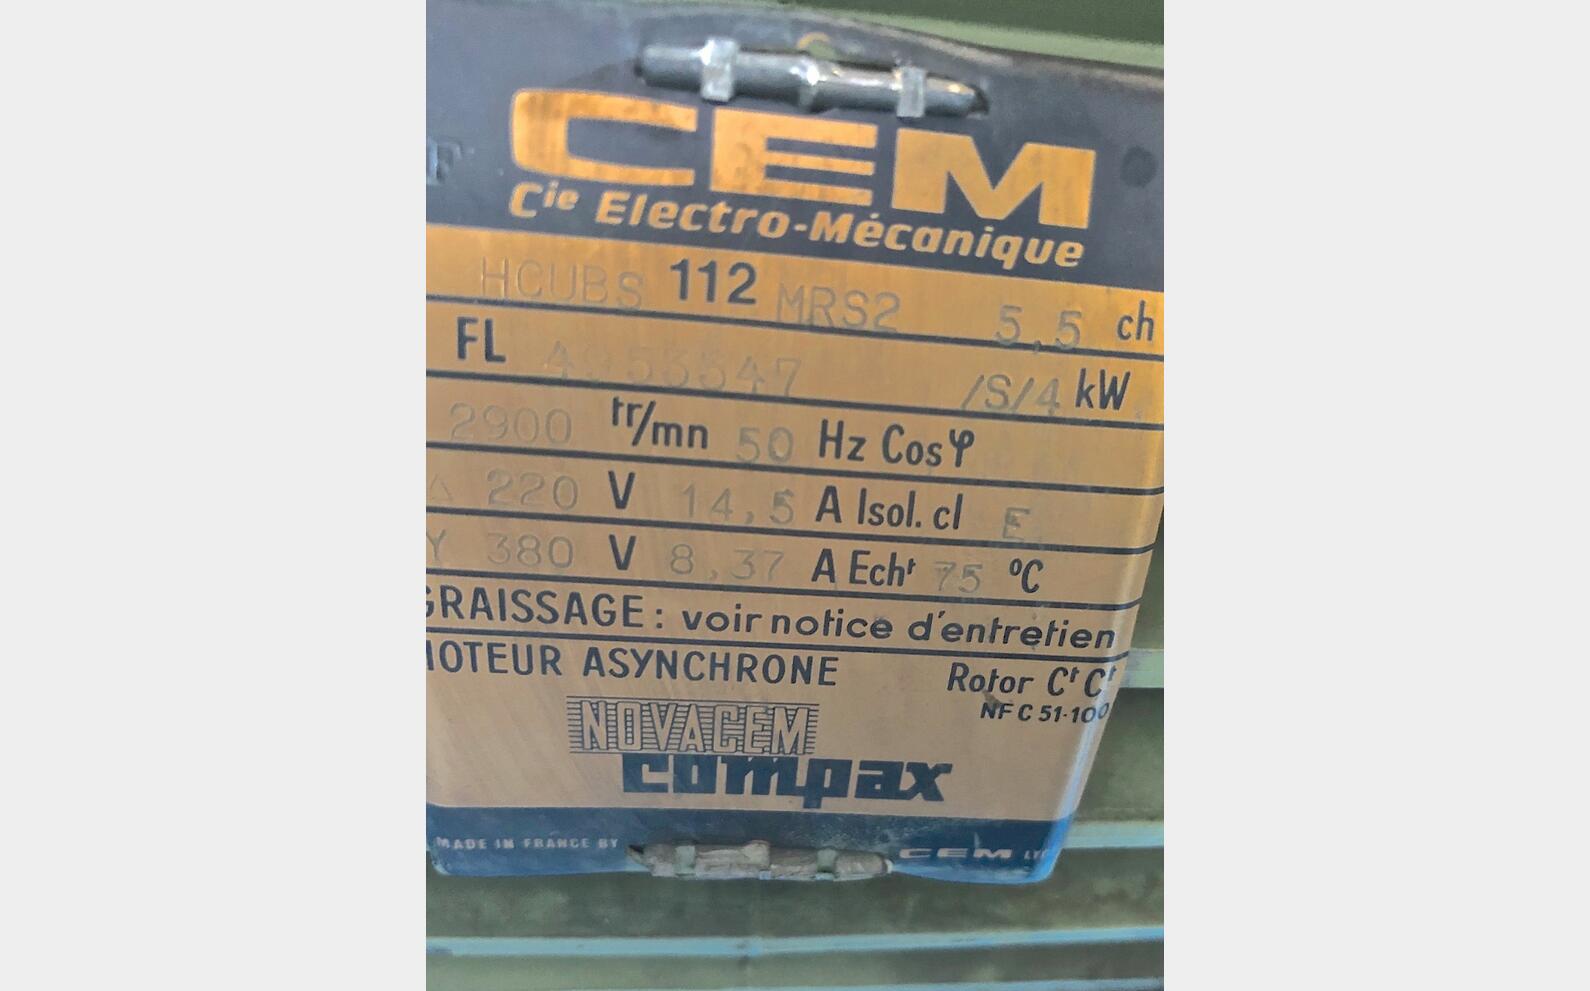 CEM
Cie Electro-Mécanique
HCUBS 112 MRS2 5,5 ch
FL 4953347 /S/4 kW
2900 tr/mn 50 Hz Cosφ
Δ 220 V 14,5 A Isol. cl E
Y 380 V 8,37 A Echt 75 °C
GRAISSAGE : voir notice d'entretien
MOTEUR ASYNCHRONE Rotor Ct Ct
NF C 51-100
NOVACEM
compax
MADE IN FRANCE BY CEM